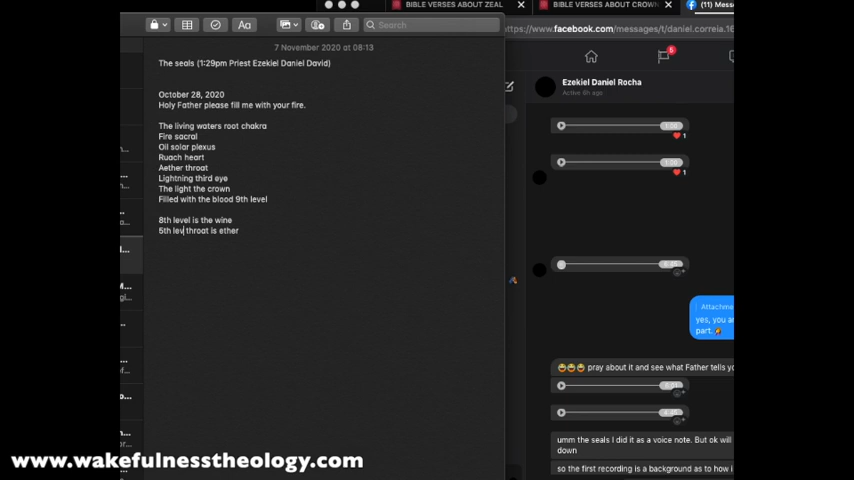 BIBLE VERSES ABOUT ZEAL
BIBLE VERSES ABOUT CROWN
(11) Mess
Aa
Search
https://www.facebook.com/messages/t/daniel.correia.16
7 November 2020 at 08:13
The seals (1:29pm Priest Ezekiel Daniel David)
October 28, 2020
Holy Father please fill me with your fire.
The living waters root chakra
Fire sacral
Oil solar plexus
Ruach heart
Aether throat
Lightning third eye
The light the crown
Filled with the blood 9th level
8th level is the wine
5th lev throat is ether
5
Ezekiel Daniel Rocha
Active 6h ago
1
1
Attachme
yes, you ar
part.
pray about it and see what Father tells yo
umm the seals I did it as a voice note. But ok will
down
so the first recording is a background as to how i
www.wakefulnesstheology.com